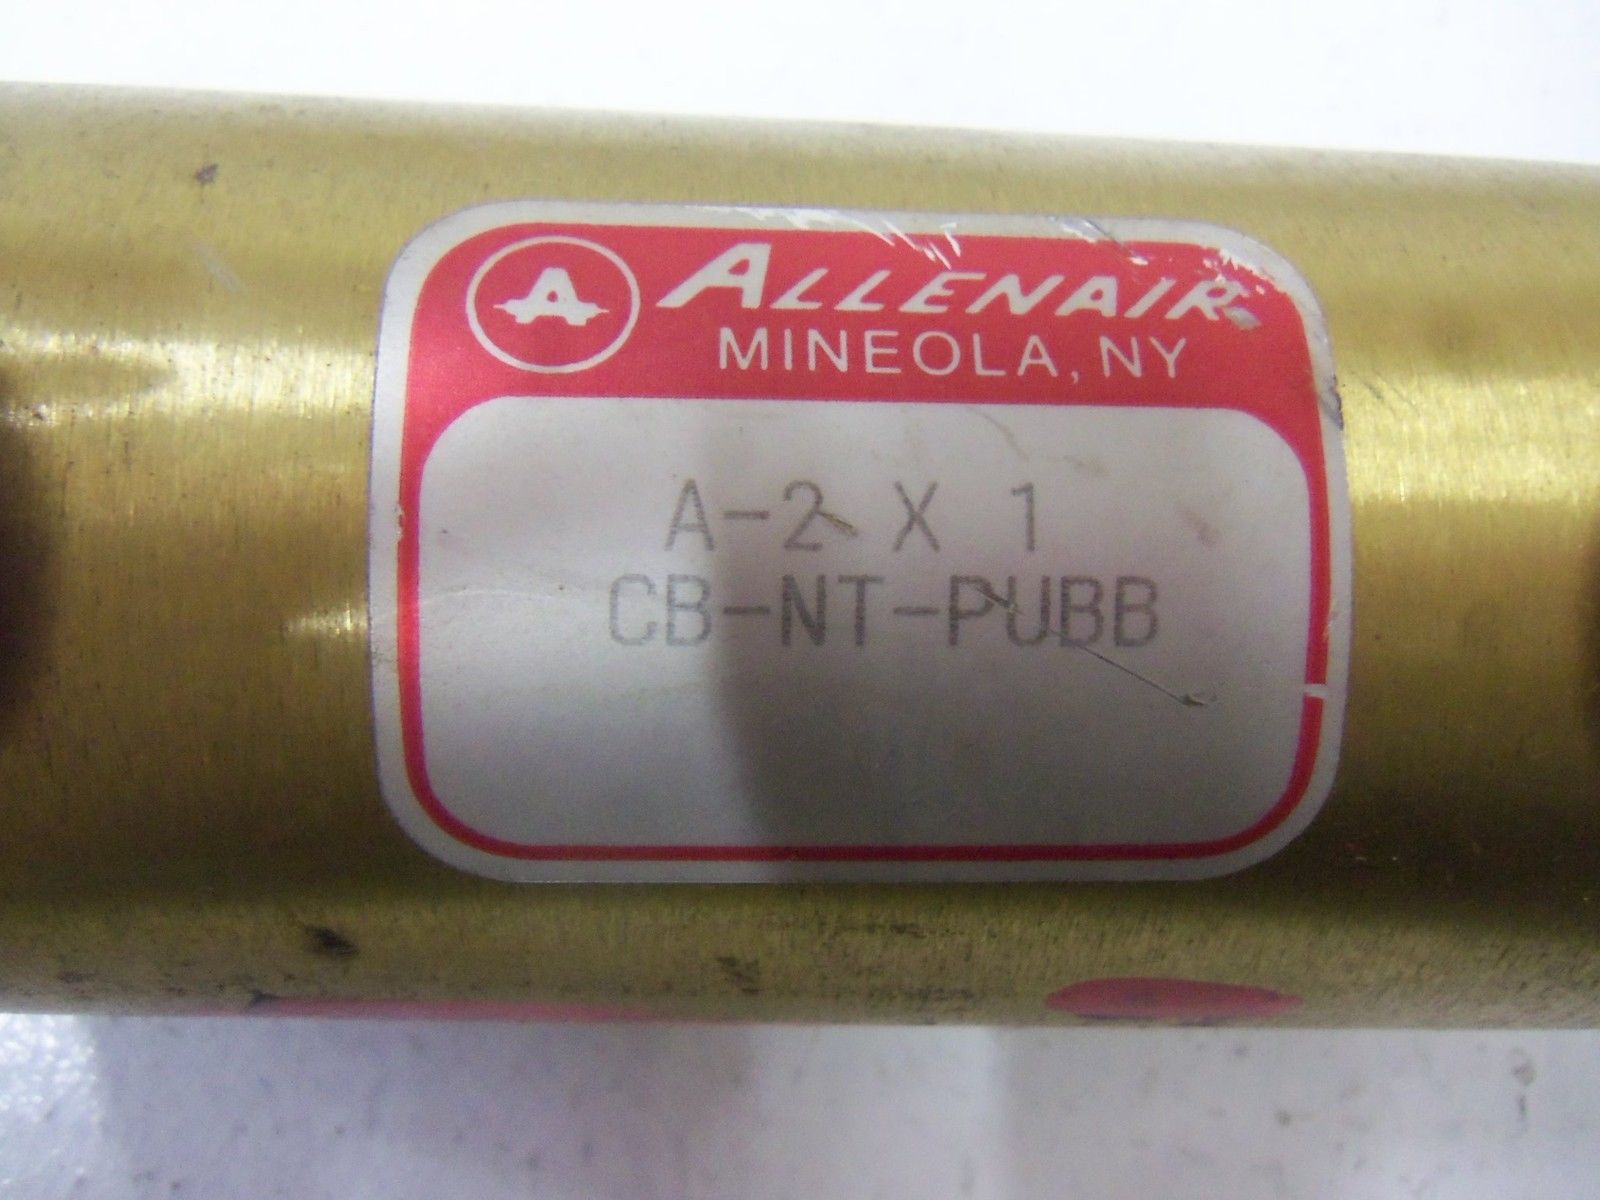 A ALLENAIR
MINEOLA, NY
A-2 X 1
CB-NT-PUBB